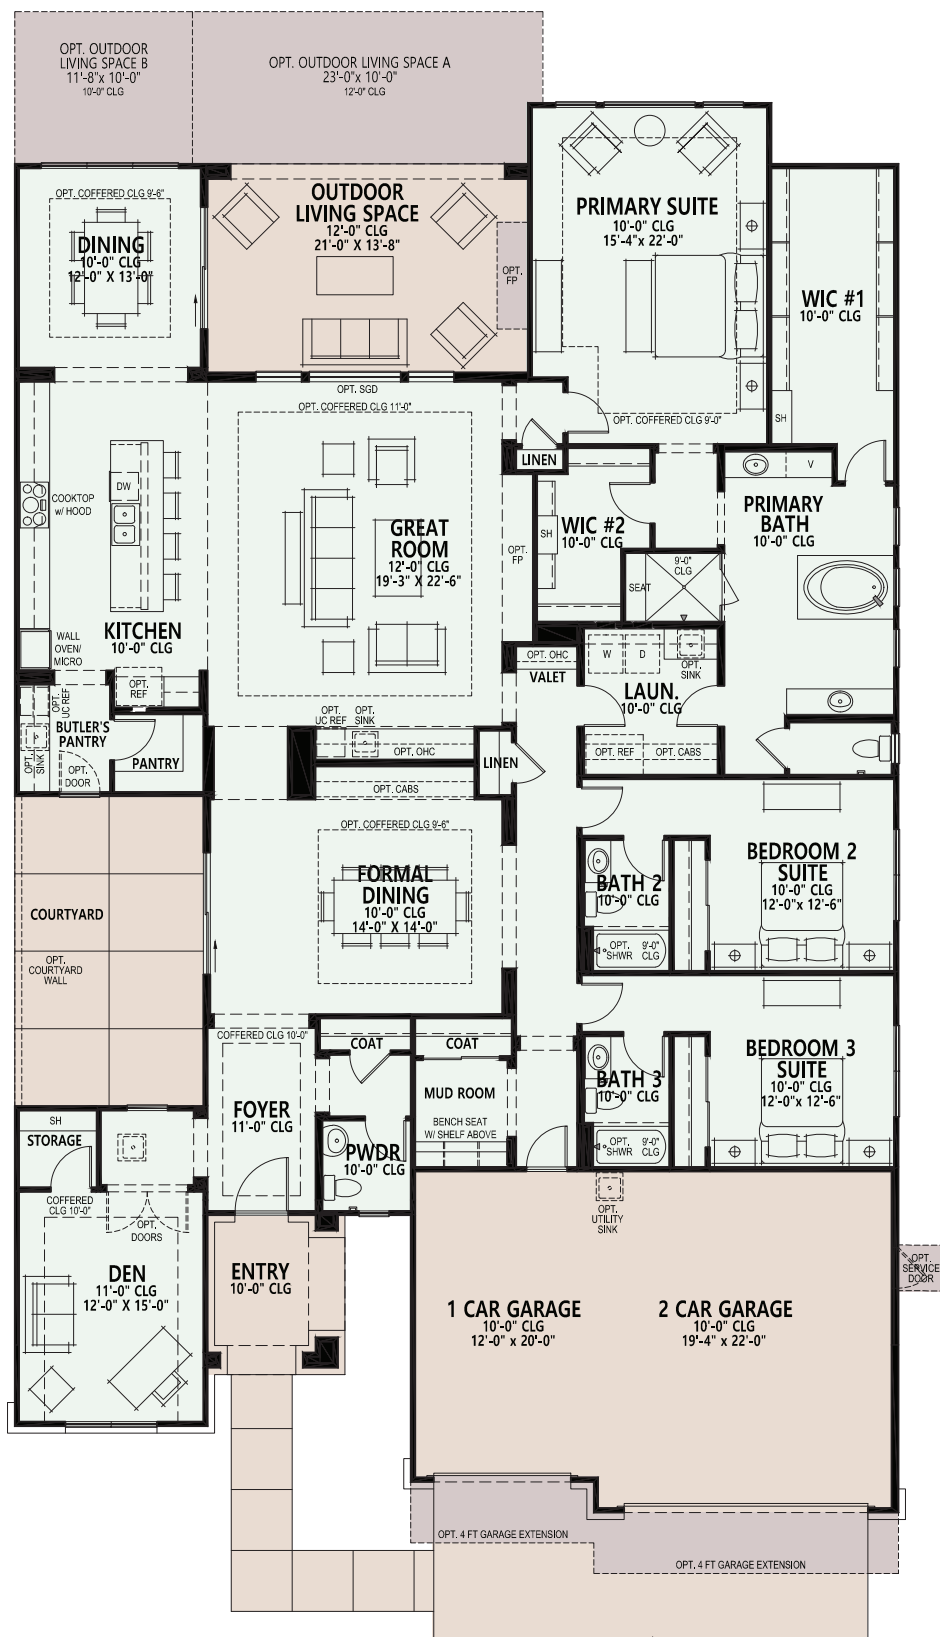 OPT. OUTDOOR
LIVING SPACE B
11'-8"x 10'-0"
10'-0" CLG
OPT. OUTDOOR LIVING SPACE A
23'-0"x 10'-0"
12'-0" CLG
OPT. COFFERED CLG 9'-6"
DINING
10'-0" CLG
12'-0" X 13'-0"
OUTDOOR
LIVING SPACE
12'-0" CLG
21'-0" X 13'-8"
OPT.
FP
PRIMARY SUITE
10'-0" CLG
15'-4"x 22'-0"
OPT. COFFERED CLG 9'-0"
WIC #1
10'-0" CLG
SH
OPT. SGD
OPT. COFFERED CLG 11'-0"
LINEN
COOKTOP
w/ HOOD
DW
KITCHEN
10'-0" CLG
WALL
OVEN/
MICRO
OPT.
REF
GREAT
ROOM
12'-0" CLG
19'-3" X 22'-6"
OPT.
FP
SH
WIC #2
10'-0" CLG
V
PRIMARY
BATH
10'-0" CLG
9'-0"
CLG
SEAT
OPT. OHC
VALET
W
D
OPT.
SINK
LAUN.
10'-0" CLG
OPT. REF
OPT. CABS
OPT.
UC REF
BUTLER'S
PANTRY
OPT.
SINK
OPT.
DOOR
PANTRY
OPT.
UC REF
OPT.
SINK
OPT. OHC
LINEN
OPT. CABS
OPT. COFFERED CLG 9'-6"
FORMAL
DINING
10'-0" CLG
14'-0" X 14'-0"
COURTYARD
OPT.
COURTYARD
WALL
BATH 2
10'-0" CLG
OPT.
SHWR
9'-0"
CLG
BEDROOM 2
SUITE
10'-0" CLG
12'-0"x 12'-6"
COFFERED CLG 10'-0"
FOYER
11'-0" CLG
COAT
COAT
MUD ROOM
BENCH SEAT
W/ SHELF ABOVE
PWDR
10'-0" CLG
BATH 3
10'-0" CLG
OPT.
SHWR
9'-0"
CLG
BEDROOM 3
SUITE
10'-0" CLG
12'-0"x 12'-6"
SH
STORAGE
COFFERED
CLG 10'-0"
OPT.
DOORS
DEN
11'-0" CLG
12'-0" X 15'-0"
ENTRY
10'-0" CLG
OPT.
UTILITY
SINK
OPT.
SERVICE
DOOR
1 CAR GARAGE
10'-0" CLG
12'-0" x 20'-0"
2 CAR GARAGE
10'-0" CLG
19'-4" x 22'-0"
OPT. 4 FT GARAGE EXTENSION
OPT. 4 FT GARAGE EXTENSION